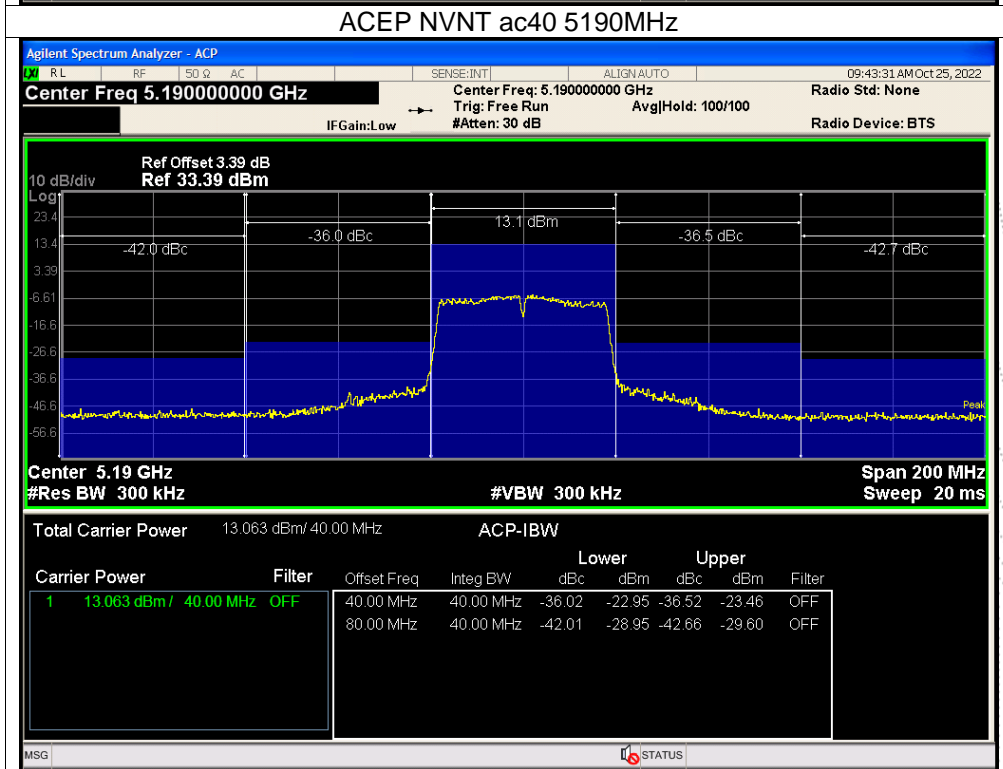 ACEP NVNT ac40 5190MHz
Agilent Spectrum Analyzer - ACP
LXI RL RF 50 Ω AC SENSE:INT ALIGN AUTO 09:43:31 AM Oct 25, 2022
Center Freq 5.190000000 GHz Center Freq: 5.190000000 GHz Radio Std: None
Trig: Free Run Avg|Hold: 100/100
IFGain:Low #Atten: 30 dB Radio Device: BTS
Ref Offset 3.39 dB
10 dB/div Ref 33.39 dBm
Log
23.4 13.1 dBm
-36.0 dBc -36.5 dBc
13.4 -42.0 dBc -42.7 dBc
3.39
-6.61
-16.6
-26.6
-36.6
-46.6 Peak
-56.6
Center 5.19 GHz Span 200 MHz
#Res BW 300 kHz #VBW 300 kHz Sweep 20 ms
Total Carrier Power 13.063 dBm/ 40.00 MHz ACP-IBW
Lower Upper
Carrier Power Filter Offset Freq Integ BW dBc dBm dBc dBm Filter
1 13.063 dBm / 40.00 MHz OFF 40.00 MHz 40.00 MHz -36.02 -22.95 -36.52 -23.46 OFF
80.00 MHz 40.00 MHz -42.01 -28.95 -42.66 -29.60 OFF
MSG STATUS